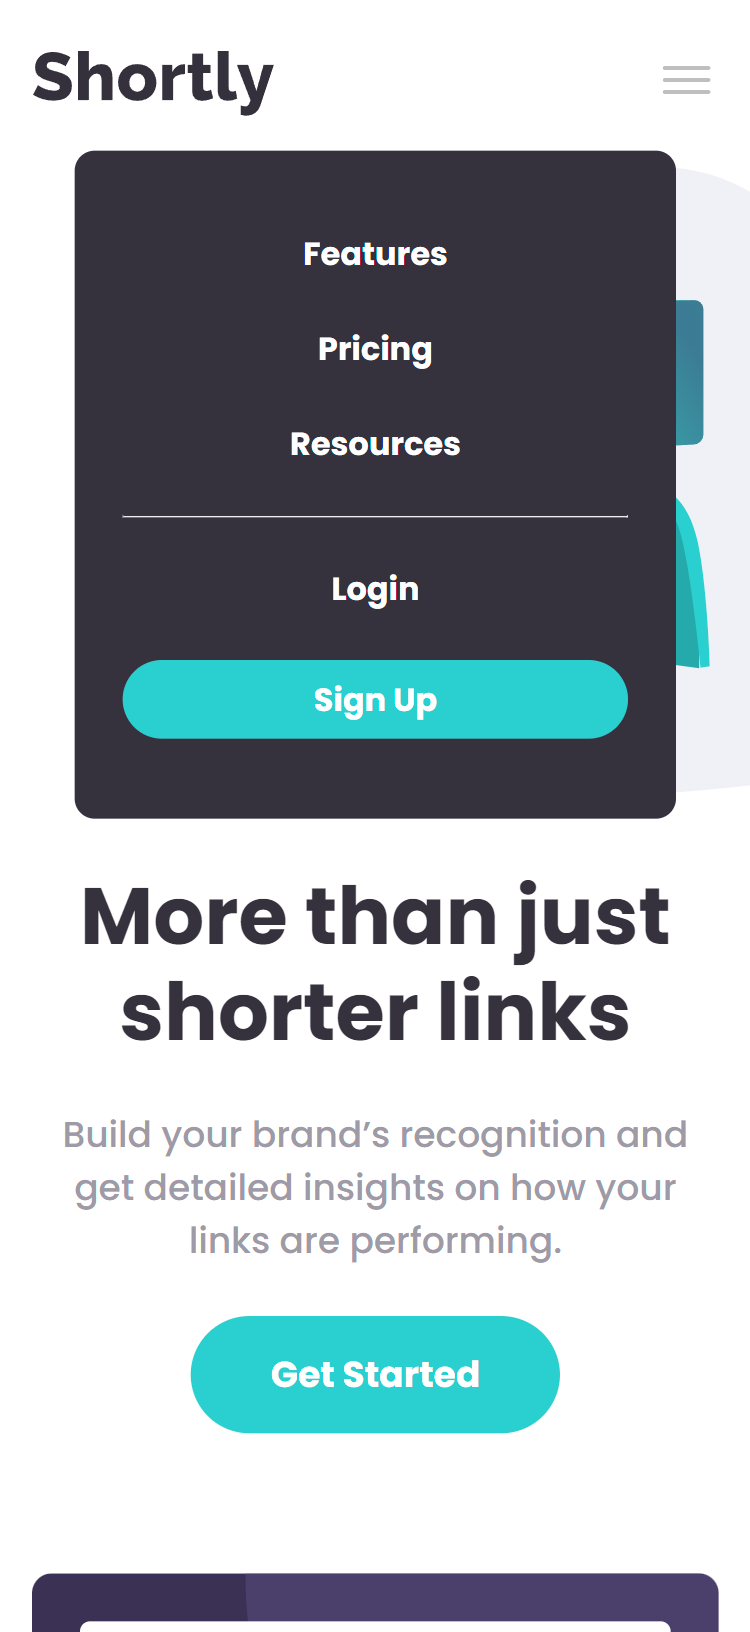 Shortly
Features
Pricing
Resources
Login
Sign Up
More than just
shorter links
Build your brand’s recognition and
get detailed insights on how your
links are performing.
Get Started